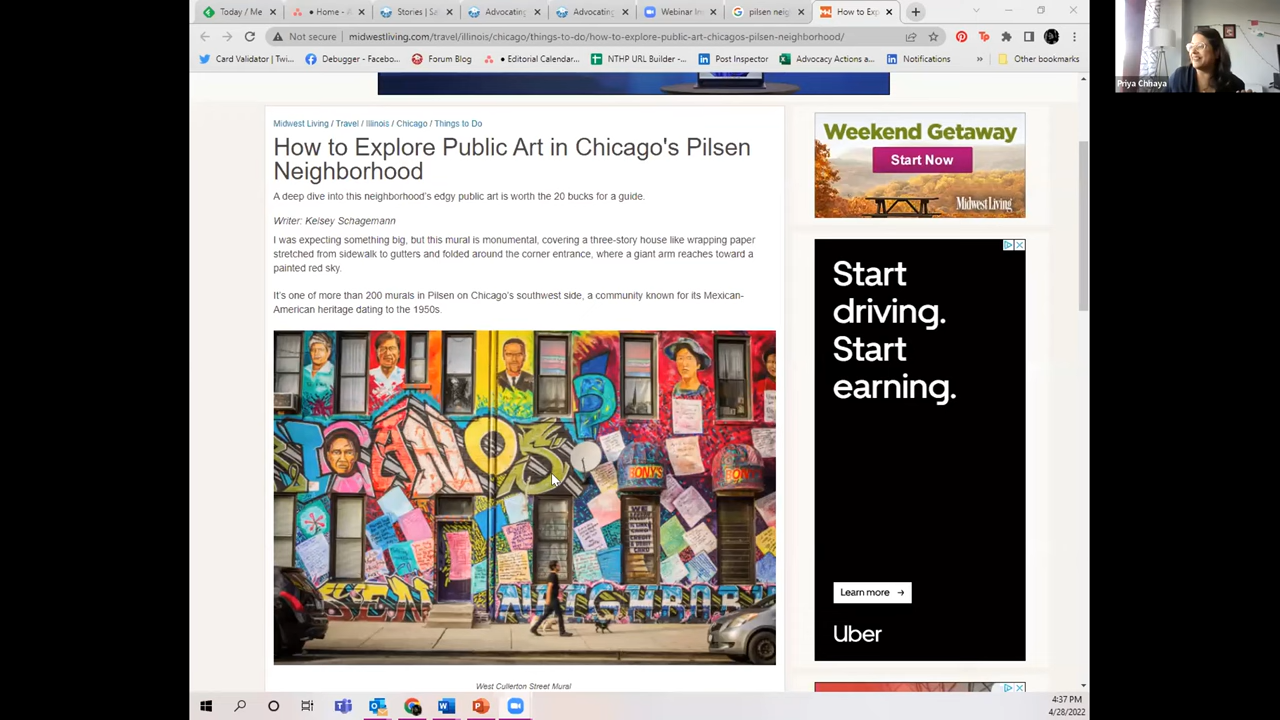 Today / Me
• Home - A
Stories | Sa
Advocating
Advocating
Webinar In
pilsen neig
How to Exp
Not secure
midwestliving.com/travel/illinois/chicago/things-to-do/how-to-explore-public-art-chicagos-pilsen-neighborhood/
Card Validator | Twi...
Debugger - Facebo...
Forum Blog
• Editorial Calendar...
NTHP URL Builder -...
Post Inspector
Advocacy Actions a...
Notifications
»
Other bookmarks
Priya Chhaya
Midwest Living / Travel / Illinois / Chicago / Things to Do
How to Explore Public Art in Chicago's Pilsen
Neighborhood
A deep dive into this neighborhood's edgy public art is worth the 20 bucks for a guide.
Writer: Kelsey Schagemann
I was expecting something big, but this mural is monumental, covering a three-story house like wrapping paper
stretched from sidewalk to gutters and folded around the corner entrance, where a giant arm reaches toward a
painted red sky.
It's one of more than 200 murals in Pilsen on Chicago's southwest side, a community known for its Mexican-
American heritage dating to the 1950s.
Weekend Getaway
Start Now
Midwest Living
Start
driving.
Start
earning.
Learn more →
Uber
TONY'S
West Cullerton Street Mural
4:37 PM
4/28/2022